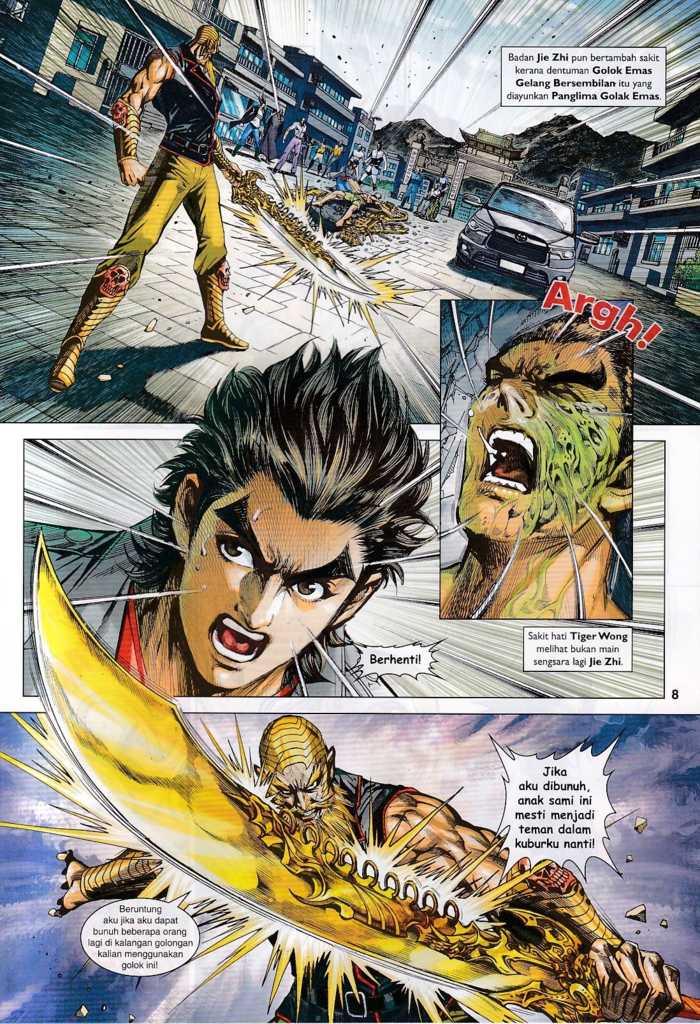 Badan Jie Zhi pun bertambah sakit
kerana dentuman Golok Emas
Gelang Bersembilan itu yang
diayunkan Panglima Golak Emas.
Argh!
Berhenti!
Sakit hati Tiger Wong
melihat bukan main
sengsara lagi Jie Zhi.
8
Jika
aku dibunuh,
anak sami ini
mesti menjadi
teman dalam
kuburku nanti!
Beruntung
aku jika aku dapat
bunuh beberapa orang
lagi di kalangan golongan
kalian menggunakan
golok ini!